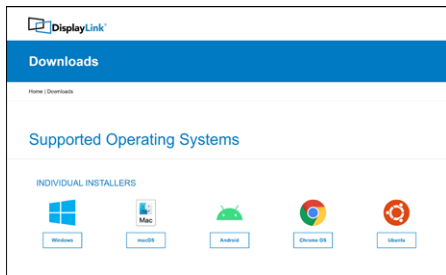 DisplayLink®
Downloads
Home | Downloads
Supported Operating Systems
INDIVIDUAL INSTALLERS
Mac
Windows
macOS
Android
Chrome OS
Ubuntu